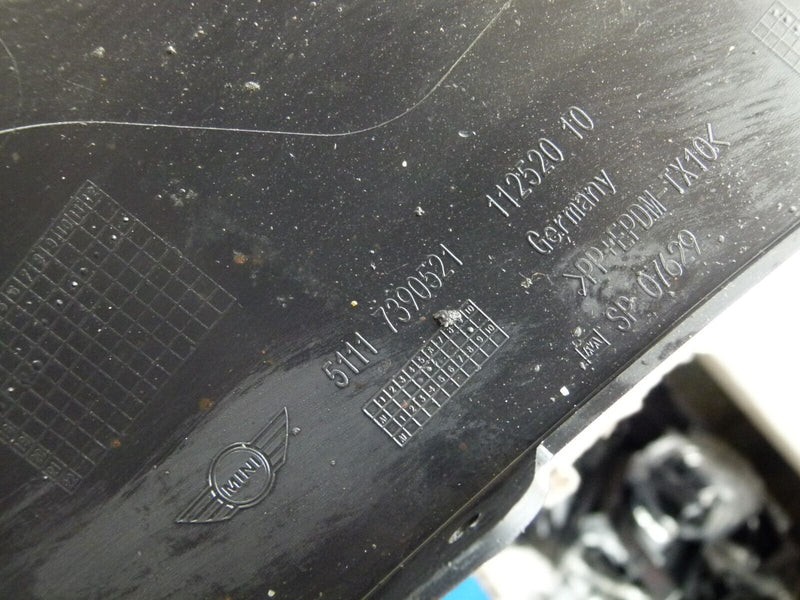 MINI
5111 7390521
112520 10
Germany
>PP+EPDM-TX10<
SP 07629